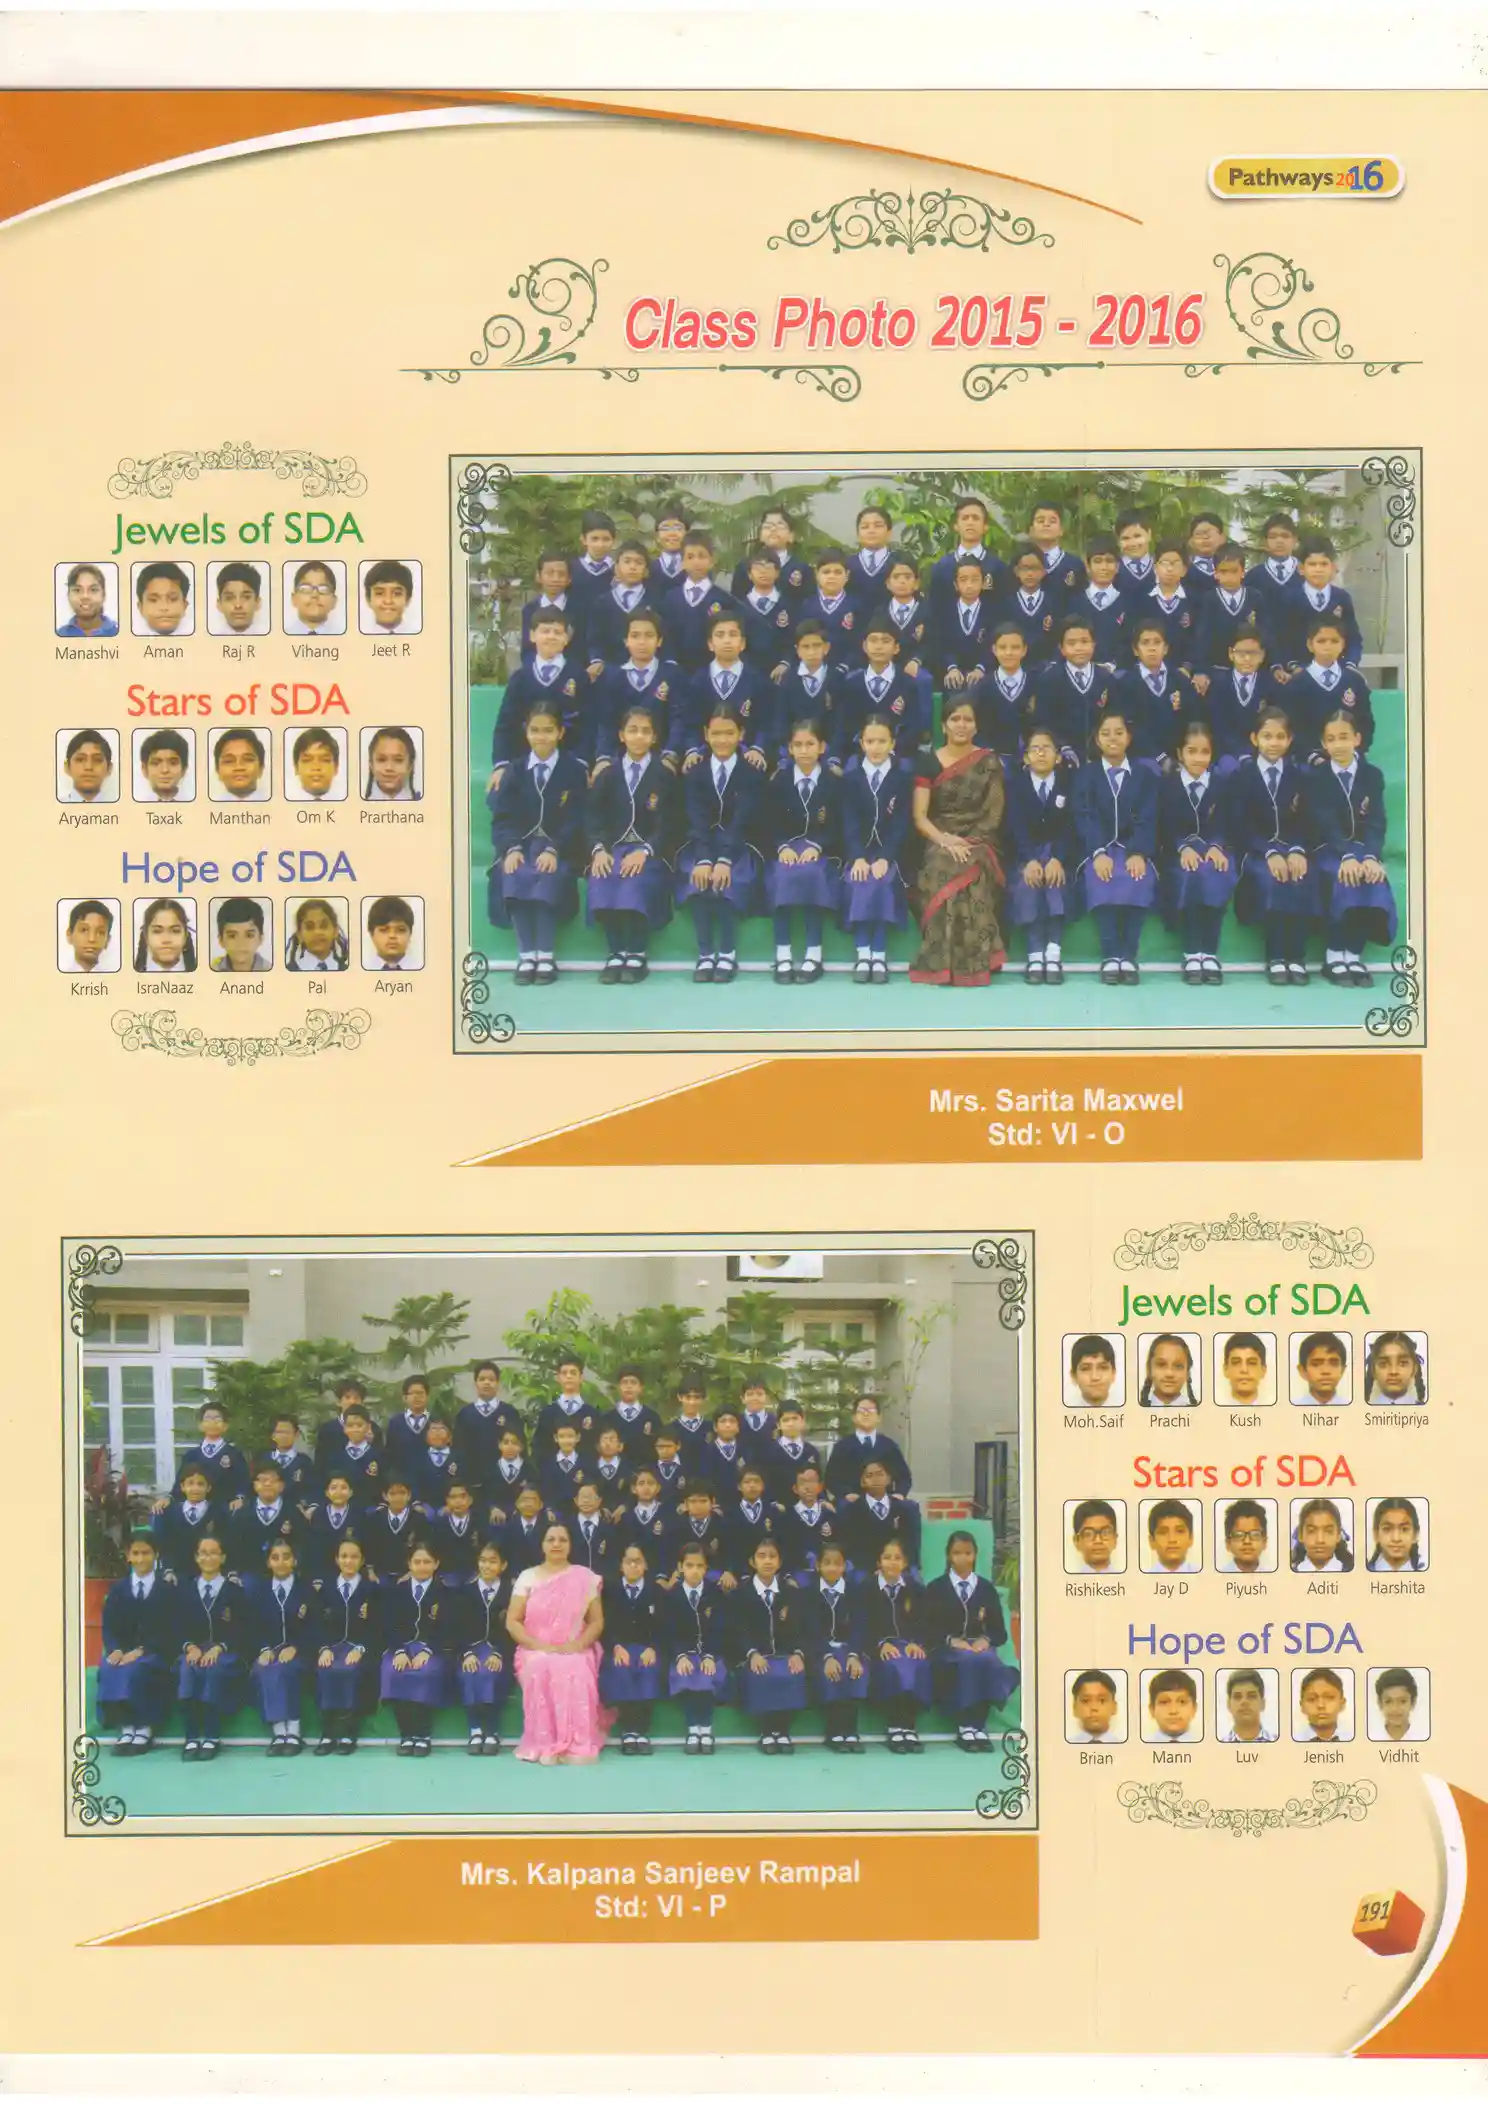 Pathways 2016
Class Photo 2015 - 2016
Jewels of SDA
Manashvi Aman Raj R Vihang Jeet R
Stars of SDA
Aryaman Taxak Manthan Om K Prarthana
Hope of SDA
Krrish IsraNaaz Anand Pal Aryan
Mrs. Sarita Maxwel
Std: VI - O
Jewels of SDA
Moh.Saif Prachi Kush Nihar Smiritipriya
Stars of SDA
Rishikesh Jay D Piyush Aditi Harshita
Hope of SDA
Brian Mann Luv Jenish Vidhit
Mrs. Kalpana Sanjeev Rampal
Std: VI - P
191